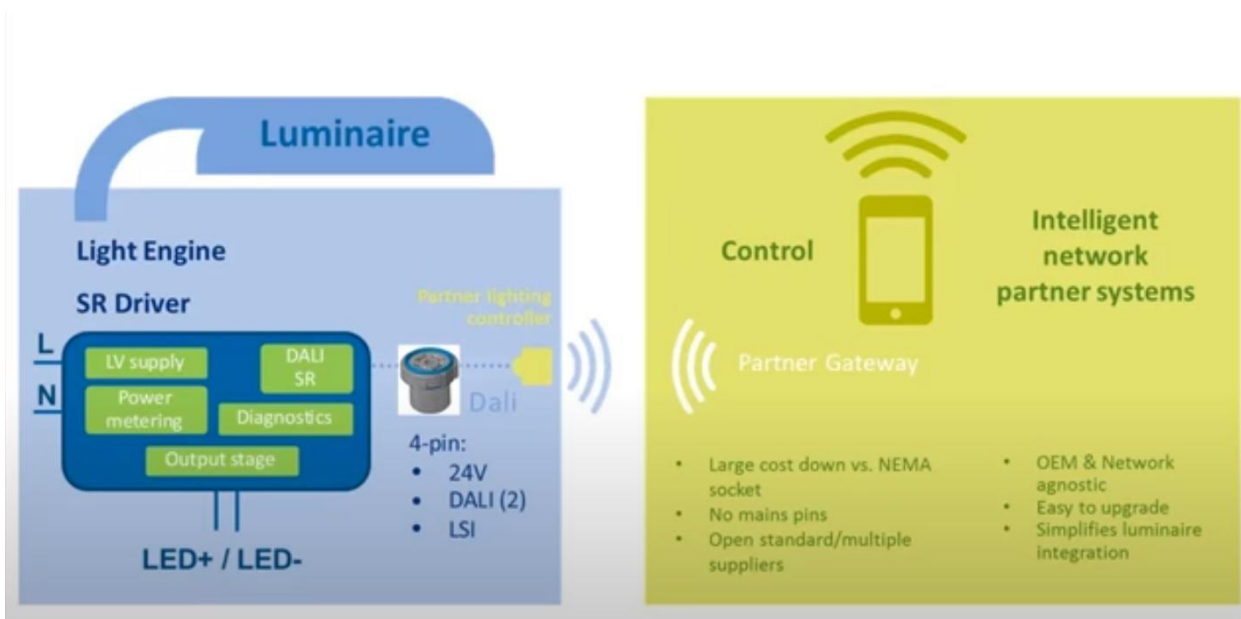 Luminaire
Light Engine
SR Driver
L
N
LV supply
DALI
SR
Power
metering
Diagnostics
Output stage
LED+ / LED-
Partner lighting
controller
Dali
4-pin:
• 24V
• DALI (2)
• LSI
Control
Intelligent
network
partner systems
Partner Gateway
• Large cost down vs. NEMA
socket
• No mains pins
• Open standard/multiple
suppliers
• OEM & Network
agnostic
• Easy to upgrade
• Simplifies luminaire
integration